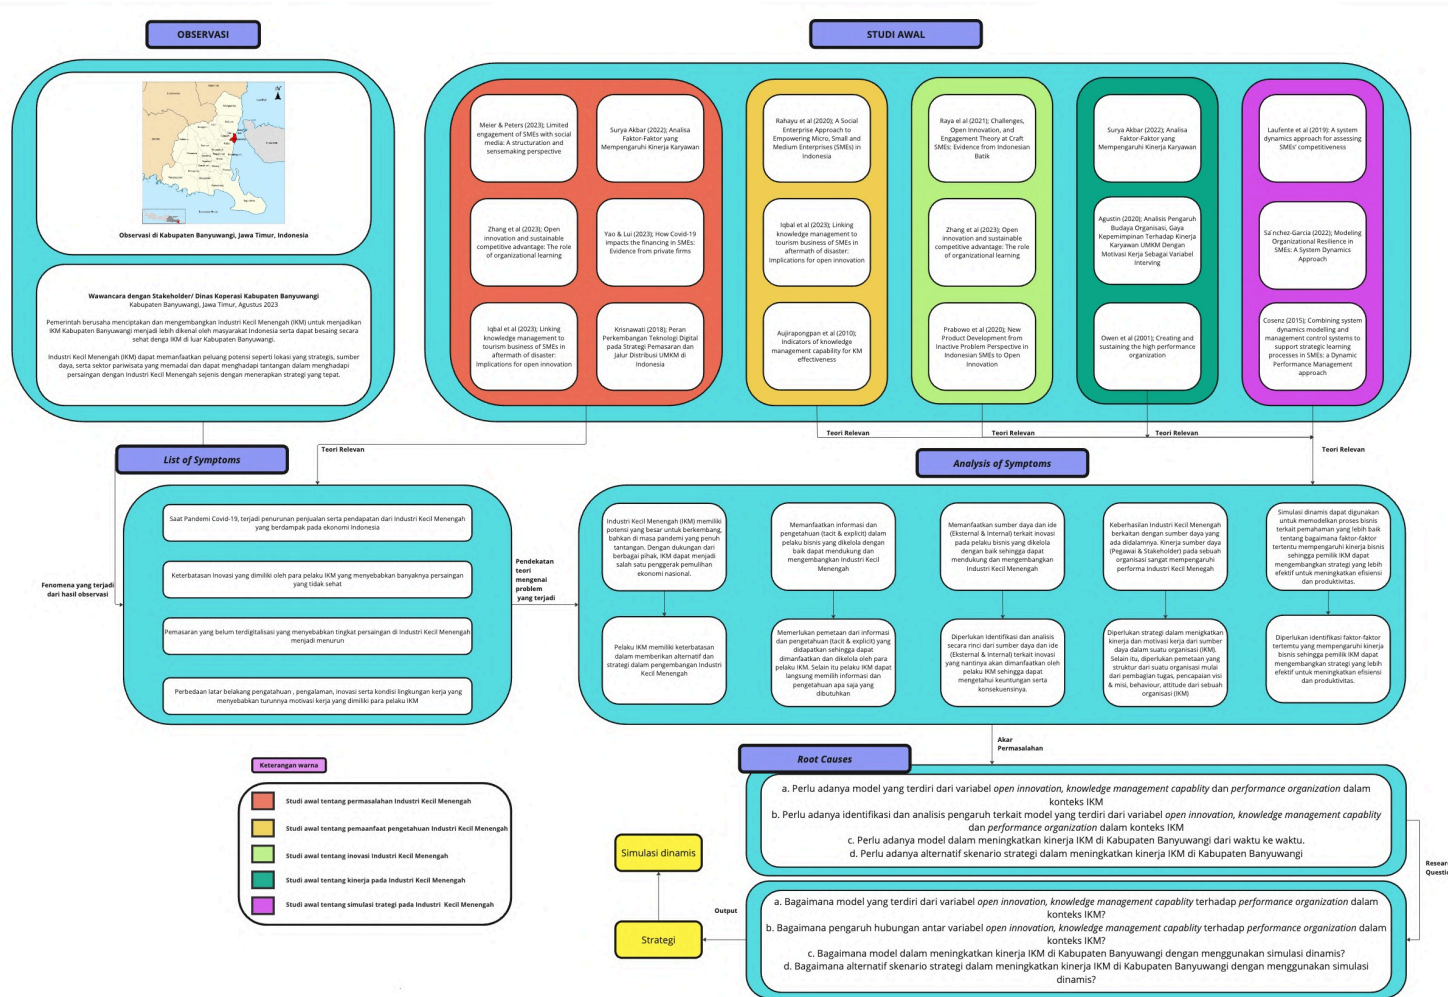 OBSERVASI
STUDI AWAL
Observasi di Kabupaten Banyuwangi, Jawa Timur, Indonesia
Wawancara dengan Stakeholder/ Dinas Koperasi Kabupaten Banyuwangi
Kabupaten Banyuwangi, Jawa Timur, Agustus 2023
Pemerintah berusaha menciptakan dan mengembangkan Industri Kecil Menengah (IKM) untuk menjadikan
IKM Kabupaten Banyuwangi menjadi lebih dikenal oleh masyarakat Indonesia serta dapat besaing secara
sehat denga IKM di luar Kabupaten Banyuwangi.
Industri Kecil Menengah (IKM) dapat memanfaatkan peluang potensi seperti lokasi yang strategis, sumber
daya, serta sektor pariwisata yang memadai dan dapat menghadapi tantangan dalam menghadapi
persaingan dengan Industri Kecil Menengah sejenis dengan menerapkan strategi yang tepat.
Meier & Peters (2023); Limited
engagement of SMEs with social
media: A structuration and
sensemaking perspective
Surya Akbar (2022); Analisa
Faktor-Faktor yang
Mempengaruhi Kinerja Karyawan
Zhang et al (2023); Open
innovation and sustainable
competitive advantage: The role
of organizational learning
Yao & Lui (2023); How Covid-19
impacts the financing in SMEs:
Evidence from private firms
Iqbal et al (2023); Linking
knowledge management to
tourism business of SMEs in
aftermath of disaster:
Implications for open innovation
Krisnawati (2018); Peran
Perkembangan Teknologi Digital
pada Strategi Pemasaran dan
Jalur Distribusi UMKM di
Indonesia
Rahayu et al (2020); A Social
Enterprise Approach to
Empowering Micro, Small and
Medium Enterprises (SMEs) in
Indonesia
Iqbal et al (2023); Linking
knowledge management to
tourism business of SMEs in
aftermath of disaster:
Implications for open innovation
Aujirapongpan et al (2010);
Indicators of knowledge
management capability for KM
effectiveness
Raya el al (2021); Challenges,
Open Innovation, and
Engagement Theory at Craft
SMEs: Evidence from Indonesian
Batik
Zhang et al (2023); Open
innovation and sustainable
competitive advantage: The role
of organizational learning
Prabowo et al (2020); New
Product Development from
Inactive Problem Perspective in
Indonesian SMEs to Open
Innovation
Surya Akbar (2022); Analisa
Faktor-Faktor yang
Mempengaruhi Kinerja Karyawan
Agustin (2020); Analisis Pengaruh
Budaya Organisasi, Gaya
Kepemimpinan Terhadap Kinerja
Karyawan UMKM Dengan
Motivasi Kerja Sebagai Variabel
Interving
Owen et al (2001); Creating and
sustaining the high performance
organization
Laufente et al (2019): A system
dynamics approach for assessing
SMEs' competitiveness
Sánchez-García (2022); Modeling
Organizational Resilience in
SMEs: A System Dynamics
Approach
Cosenz (2015); Combining system
dynamics modelling and
management control systems to
support strategic learning
processes in SMEs: a Dynamic
Performance Management
approach
Teori Relevan
Teori Relevan
Teori Relevan
Teori Relevan
Teori Relevan
List of Symptoms
Analysis of Symptoms
Fenomena yang terjadi
dari hasil observasi
Saat Pandemi Covid-19, terjadi penurunan penjualan serta pendapatan dari Industri Kecil Menengah
yang berdampak pada ekonomi Indonesia
Keterbatasan Inovasi yang dimiliki oleh para pelaku IKM yang menyebabkan banyaknya persaingan
yang tidak sehat
Pemasaran yang belum terdigitalisasi yang menyebabkan tingkat persaingan di Industri Kecil Menengah
menjadi menurun
Perbedaan latar belakang pengatahuan , pengalaman, inovasi serta kondisi lingkungan kerja yang
menyebabkan turunnya motivasi kerja yang dimiliki para pelaku IKM
Pendekatan
teori
mengenai
problem
yang terjadi
Industri Kecil Menengah (IKM) memiliki
potensi yang besar untuk berkembang,
bahkan di masa pandemi yang penuh
tantangan. Dengan dukungan dari
berbagai pihak, IKM dapat menjadi
salah satu penggerak pemulihan
ekonomi nasional.
Memanfaatkan informasi dan
pengetahuan (tacit & explicit) dalam
pelaku bisnis yang dikelola dengan
baik dapat mendukung dan
mengembangkan Industri Kecil
Menengah
Memanfaatkan sumber daya dan ide
(Eksternal & Internal) terkait inovasi
pada pelaku bisnis yang dikelola
dengan baik sehingga dapat
mendukung dan mengembangkan
Industri Kecil Menengah
Keberhasilan Industri Kecil Menengah
berkaitan dengan sumber daya yang
ada didalamnya. Kinerja sumber daya
(Pegawai & Stakeholder) pada sebuah
organisasi sangat mempengaruhi
performa Industri Kecil Menegah
Simulasi dinamis dapat digunakan
untuk memodelkan proses bisnis
terkait pemahaman yang lebih baik
tentang bagaimana faktor-faktor
tertentu mempengaruhi kinerja bisnis
sehingga pemilik IKM dapat
mengembangkan strategi yang lebih
efektif untuk meningkatkan efisiensi
dan produktivitas.
Pelaku IKM memiliki keterbatasan
dalam memberikan alternatif dan
strategi dalam pengembangan Industri
Kecil Menengah
Memerlukan pemetaan dari informasi
dan pengetahuan (tacit & explicit) yang
didapatkan sehingga dapat
dimanfaatkan dan dikelola oleh para
pelaku IKM. Selain itu pelaku IKM dapat
langsung memilih informasi dan
pengetahuan apa saja yang
dibutuhkan
Diperlukan Identifikasi dan analisis
secara rinci dari sumber daya dan ide
(Eksternal & Internal) terkait inovasi
yang nantinya akan dimanfaatkan oleh
pelaku IKM sehingga dapat
mengetahui keuntungan serta
konsekuensinya.
Diperlukan strategi dalam menigkatkan
kinerja dan motivasi kerja dari sumber
daya dalam suatu organisasi (IKM).
Selain itu, diperlukan pemetaan yang
struktur dari suatu organisasi mulai
dari pembagian tugas, pencapaian visi
& misi, behaviour, attitude dari sebuah
organisasi (IKM)
Diperlukan identifikasi faktor-faktor
tertentu yang mempengaruhi kinerja
bisnis sehingga pemilik IKM dapat
mengembangkan strategi yang lebih
efektif untuk meningkatkan efisiensi
dan produktivitas.
Akar
Permasalahan
Root Causes
a. Perlu adanya model yang terdiri dari variabel open innovation, knowledge management capablity dan performance organization dalam
konteks IKM
b. Perlu adanya identifikasi dan analisis pengaruh terkait model yang terdiri dari variabel open innovation, knowledge management capablity
dan performance organization dalam konteks IKM
c. Perlu adanya model dalam meningkatkan kinerja IKM di Kabupaten Banyuwangi dari waktu ke waktu.
d. Perlu adanya alternatif skenario strategi dalam meningkatkan kinerja IKM di Kabupaten Banyuwangi
Resear
Questio
a. Bagaimana model yang terdiri dari variabel open innovation, knowledge management capablity terhadap performance organization dalam
konteks IKM?
b. Bagaimana pengaruh hubungan antar variabel open innovation, knowledge management capablity terhadap performance organization dalam
konteks IKM?
c. Bagaimana model dalam meningkatkan kinerja IKM di Kabupaten Banyuwangi dengan menggunakan simulasi dinamis?
d. Bagaimana alternatif skenario strategi dalam meningkatkan kinerja IKM di Kabupaten Banyuwangi dengan menggunakan simulasi
dinamis?
Output
Strategi
Simulasi dinamis
Keterangan warna
Studi awal tentang permasalahan Industri Kecil Menengah
Studi awal tentang pemaanfaat pengetahuan Industri Kecil Menengah
Studi awal tentang inovasi Industri Kecil Menengah
Studi awal tentang kinerja pada Industri Kecil Menengah
Studi awal tentang simulasi trategi pada Industri Kecil Menengah